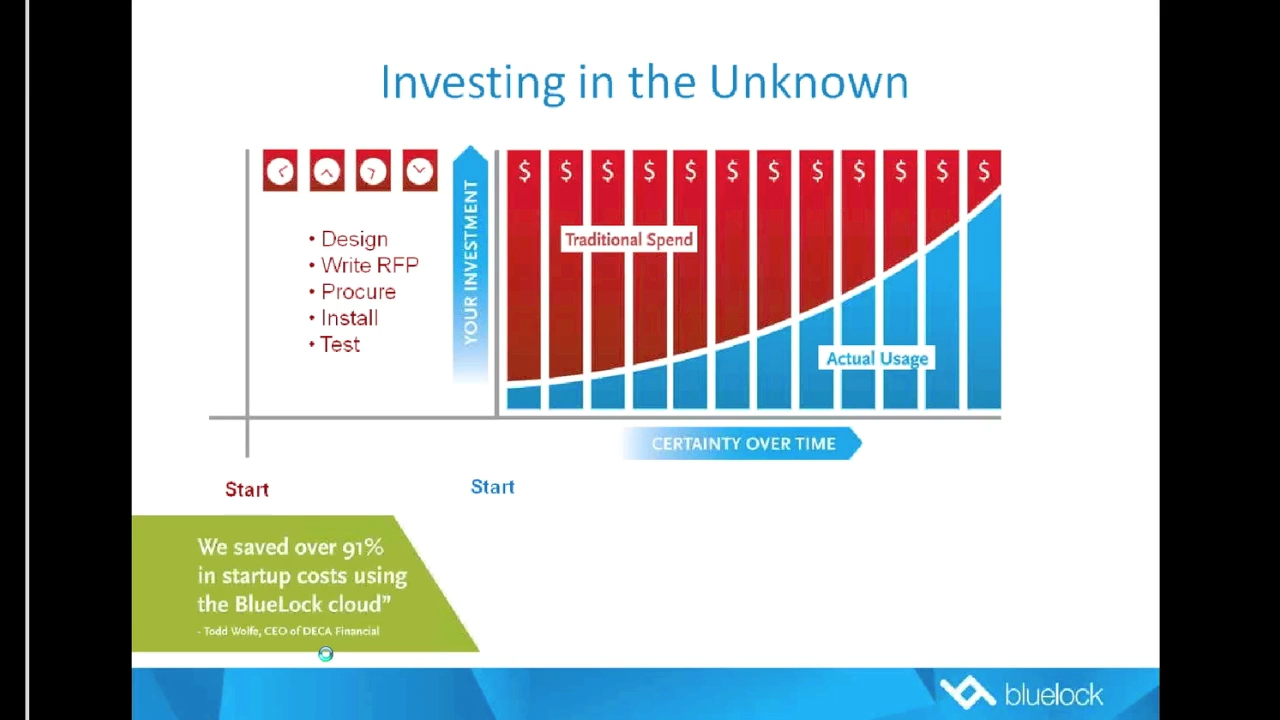 Investing in the Unknown
• Design
• Write RFP
• Procure
• Install
• Test
YOUR INVESTMENT
$ $ $ $ $ $ $ $ $ $ $ $
Traditional Spend
Actual Usage
CERTAINTY OVER TIME
Start
Start
We saved over 91%
in startup costs using
the BlueLock cloud”
- Todd Wolfe, CEO of DECA Financial
bluelock